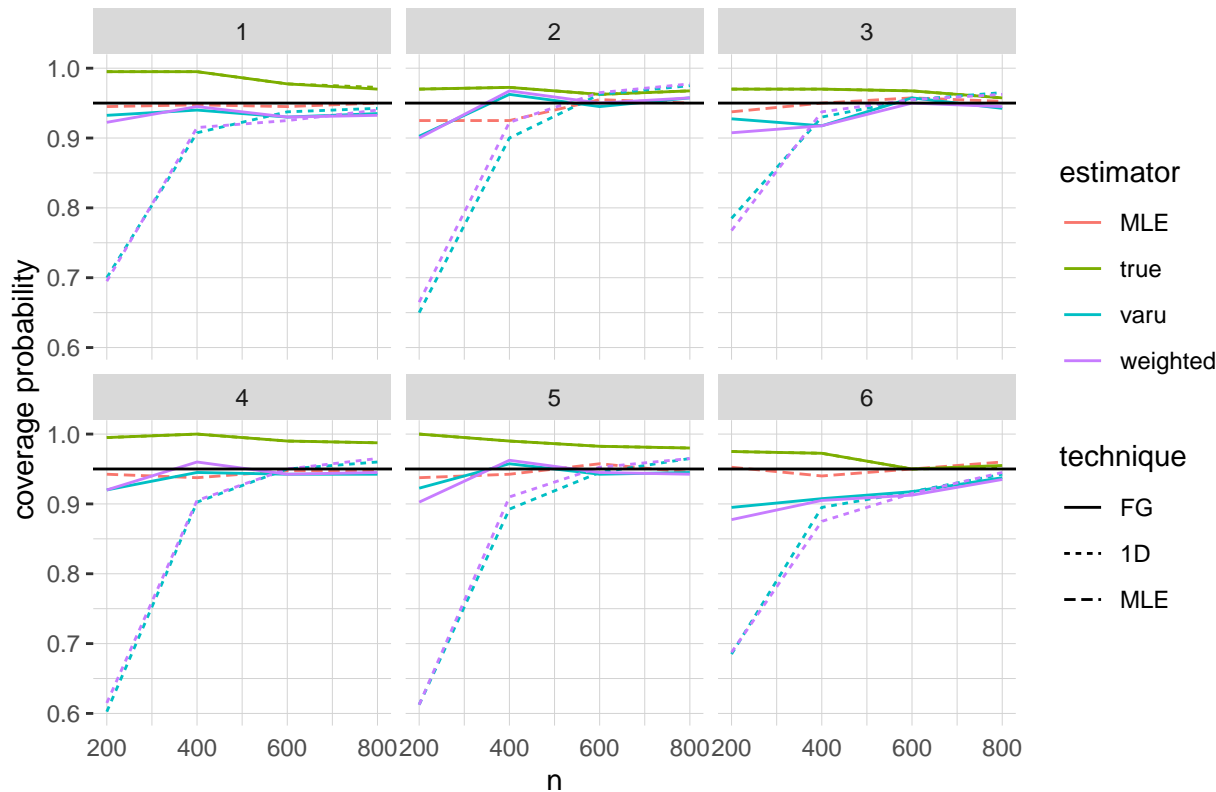 1 2 3
1.0
0.9
0.8
0.7
0.6
4 5 6
1.0
0.9
0.8
0.7
0.6
200 400 600 800 200 400 600 800 200 400 600 800
n
coverage probability
estimator
MLE
true
varu
weighted
technique
FG
1D
MLE